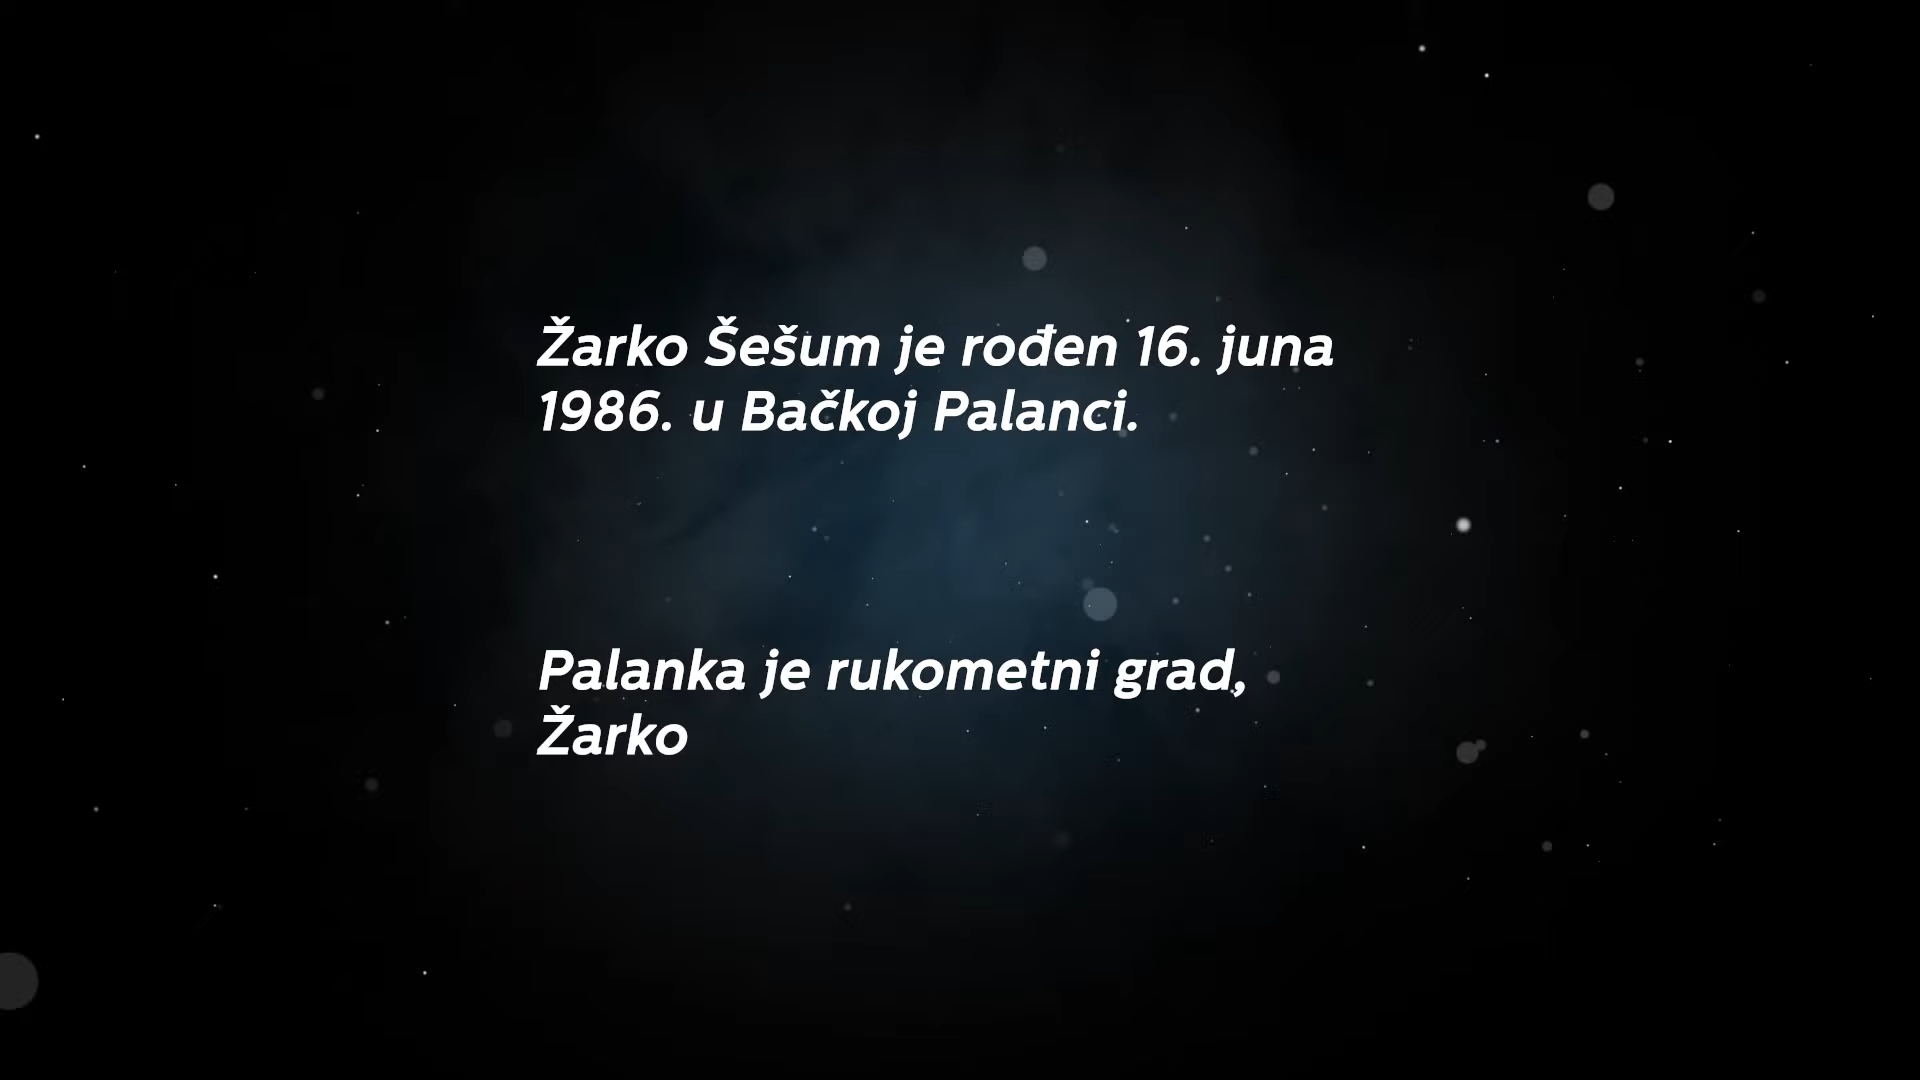 Žarko Šešum je rođen 16. juna
1986. u Bačkoj Palanci.
Palanka je rukometni grad,
Žarko